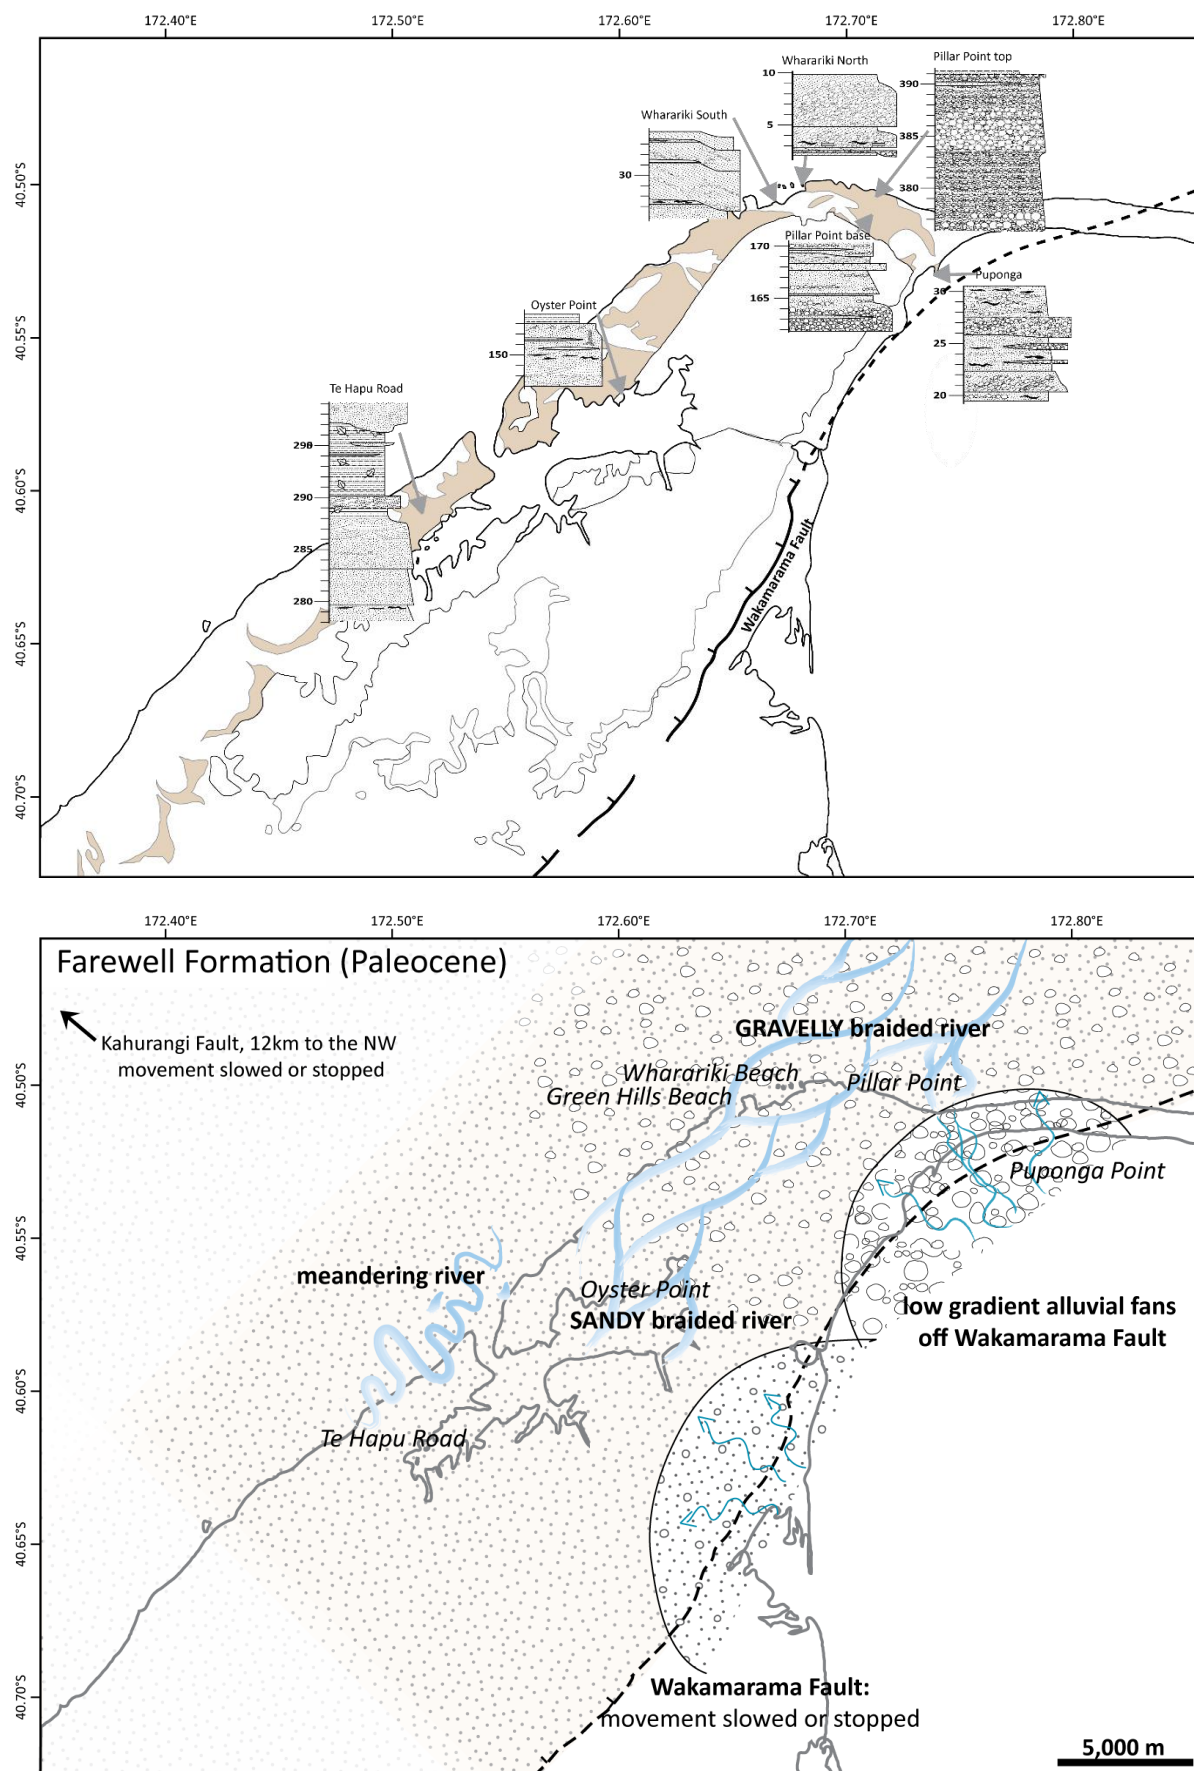 172.40°E 172.50°E 172.60°E 172.70°E 172.80°E
Wharariki North
Pillar Point top
10
5
390
385
380
Wharariki South
30
40.50°S
Pillar Point base
170
165
Puponga
30
25
20
Oyster Point
150
40.55°S
Te Hapu Road
290
290
285
280
40.60°S
Wakamarama Fault
40.65°S
40.70°S
172.40°E 172.50°E 172.60°E 172.70°E 172.80°E
Farewell Formation (Paleocene)
Kahurangi Fault, 12km to the NW
movement slowed or stopped
GRAVELLY braided river
Wharariki Beach
Pillar Point
Green Hills Beach
40.50°S
Puponga Point
40.55°S
meandering river
Oyster Point
SANDY braided river
low gradient alluvial fans
off Wakamarama Fault
40.60°S
Te Hapu Road
40.65°S
Wakamarama Fault:
movement slowed or stopped
40.70°S
5,000 m